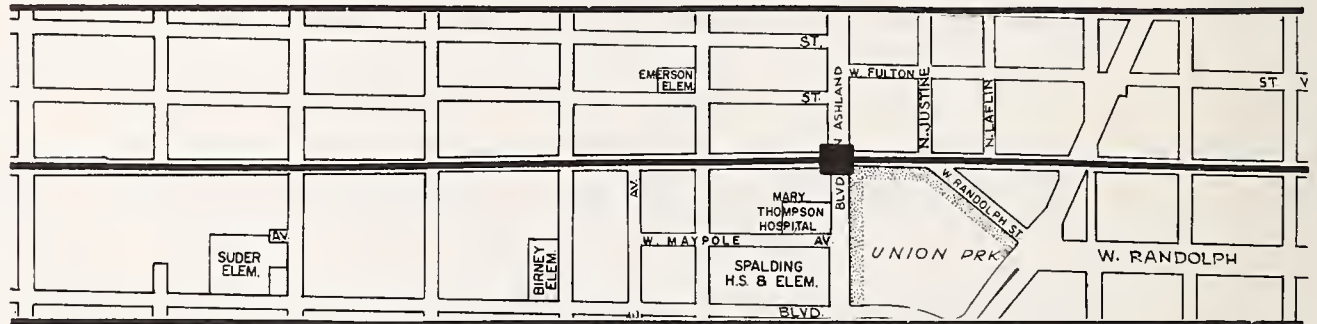 ST.
EMERSON
ELEM.
ST.
N. ASHLAND
BLVD.
W. FULTON
N. JUSTINE
N. LAFLIN
ST.
AV.
MARY
THOMPSON
HOSPITAL
W. RANDOLPH ST.
AV.
SUDER
ELEM.
BIRNEY
ELEM.
W. MAYPOLE AV.
SPALDING
H.S. & ELEM.
UNION PRK.
W. RANDOLPH
BLVD.